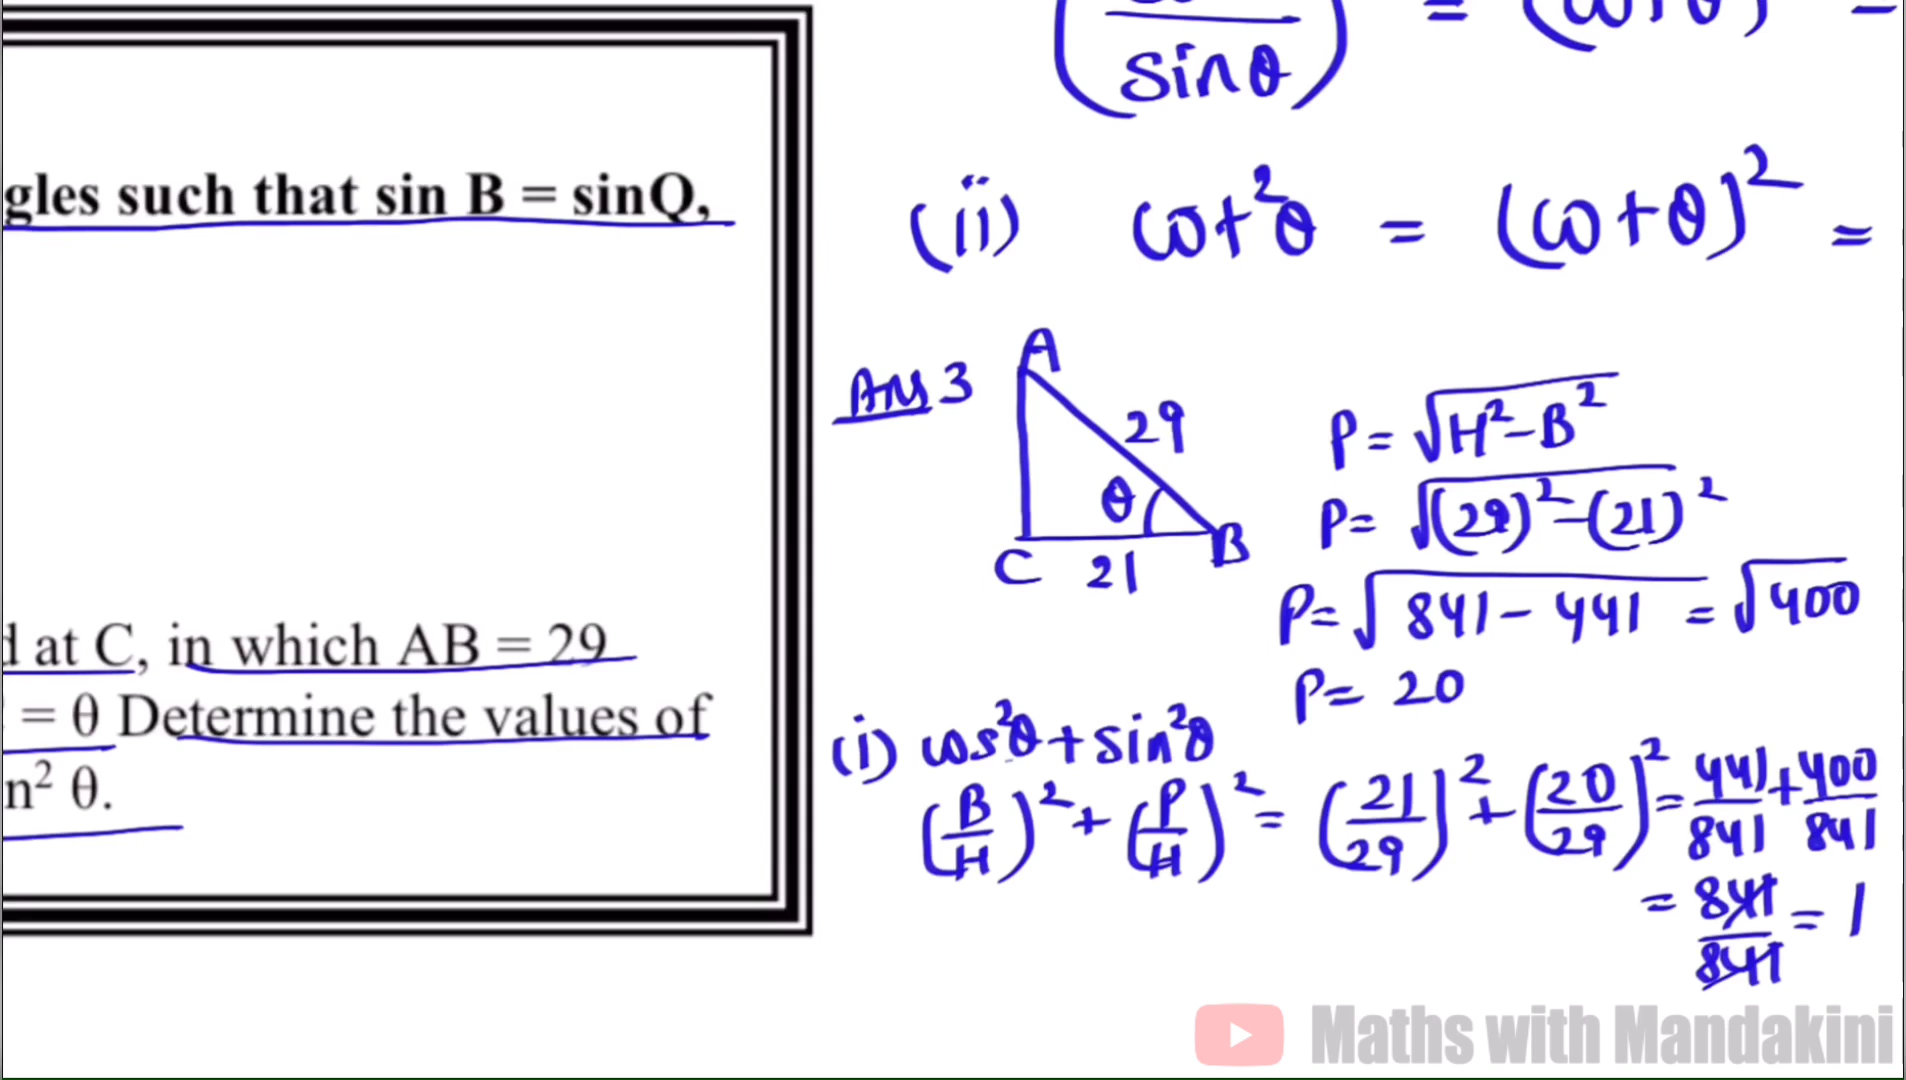 gles such that sin B = sinQ,
d at C, in which AB = 29
= θ Determine the values of
n² θ.
sinθ
(ii) cot²θ = (cotθ)² =
Ans 3
A
29
θ
C 21 B
P = √H²-B²
P = √(29)²-(21)²
P = √841 - 441 = √400
P = 20
(i) cos²θ + sin²θ
(B/H)² + (P/H)² = (21/29)² + (20/29)² = 441/841 + 400/841
= 841/841 = 1
Maths with Mandakini